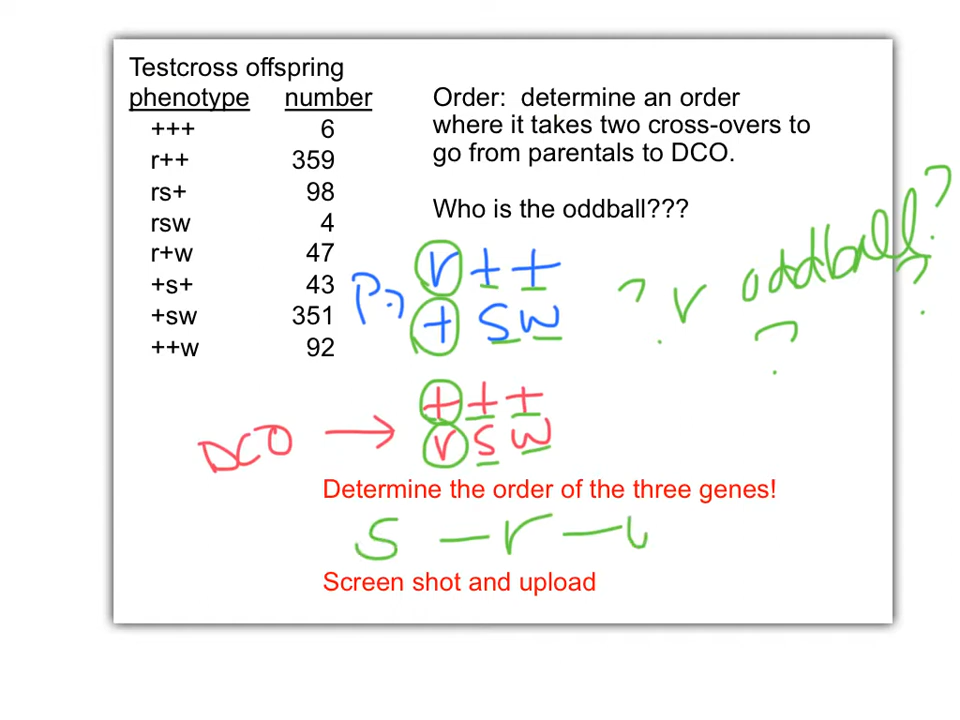 Testcross offspring
phenotype number
+++ 6
r++ 359
rs+ 98
rsw 4
r+w 47
+s+ 43
+sw 351
++w 92
Order: determine an order
where it takes two cross-overs to
go from parentals to DCO.
Who is the oddball???
r + +
+ s w
? r oddball?
?
?
DCO → + + +
r s w
Determine the order of the three genes!
s – r –
Screen shot and upload